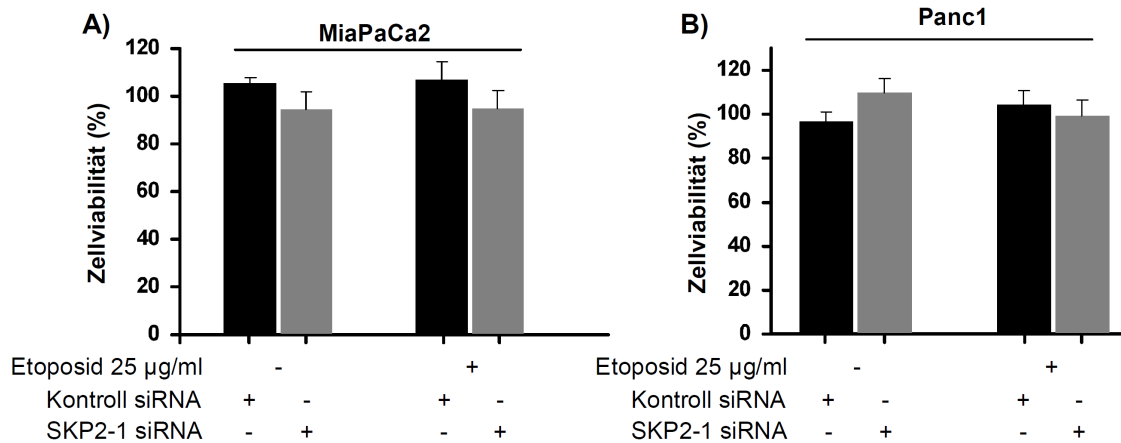 A)
MiaPaCa2
Zellviabilität (%)
120
100
80
60
40
20
0
Etoposid 25 µg/ml - +
Kontroll siRNA + - + -
SKP2-1 siRNA - + - +
B)
Panc1
Zellviabilität (%)
120
100
80
60
40
20
0
Etoposid 25 µg/ml - +
Kontroll siRNA + - + -
SKP2-1 siRNA - + - +